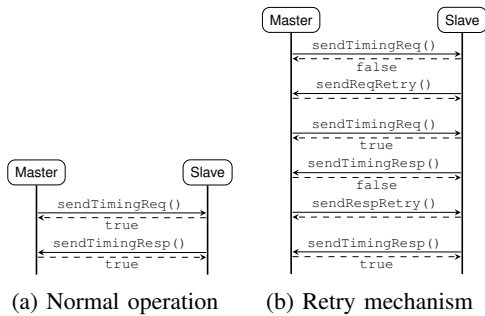 Master Slave
sendTimingReq()
true
sendTimingResp()
true
(a) Normal operation
Master Slave
sendTimingReq()
false
sendReqRetry()
sendTimingReq()
true
sendTimingResp()
false
sendRespRetry()
sendTimingResp()
true
(b) Retry mechanism